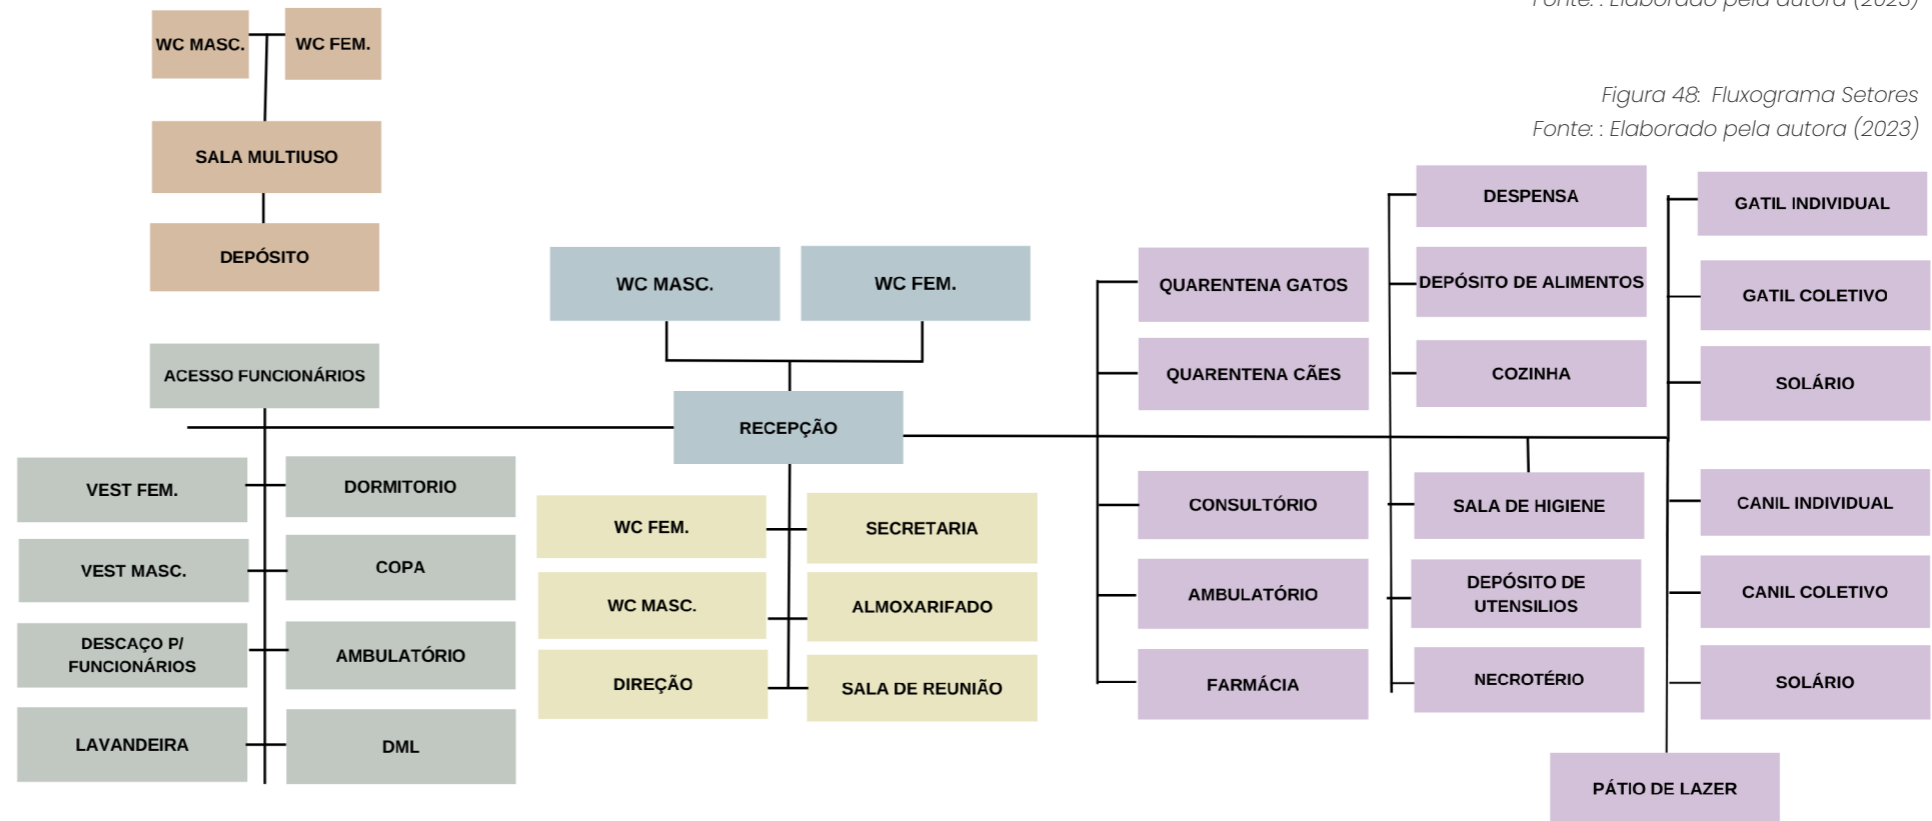 Fonte: : Elaborado pela autora (2023)
Figura 48: Fluxograma Setores
Fonte: : Elaborado pela autora (2023)
WC MASC.
WC FEM.
SALA MULTIUSO
DEPÓSITO
ACESSO FUNCIONÁRIOS
VEST FEM.
DORMITORIO
VEST MASC.
COPA
DESCAÇO P/
FUNCIONÁRIOS
AMBULATÓRIO
LAVANDEIRA
DML
WC MASC.
WC FEM.
RECEPÇÃO
WC FEM.
SECRETARIA
WC MASC.
ALMOXARIFADO
DIREÇÃO
SALA DE REUNIÃO
QUARENTENA GATOS
QUARENTENA CÃES
CONSULTÓRIO
AMBULATÓRIO
FARMÁCIA
DESPENSA
DEPÓSITO DE ALIMENTOS
COZINHA
SALA DE HIGIENE
DEPÓSITO DE
UTENSILIOS
NECROTÉRIO
GATIL INDIVIDUAL
GATIL COLETIVO
SOLÁRIO
CANIL INDIVIDUAL
CANIL COLETIVO
SOLÁRIO
PÁTIO DE LAZER